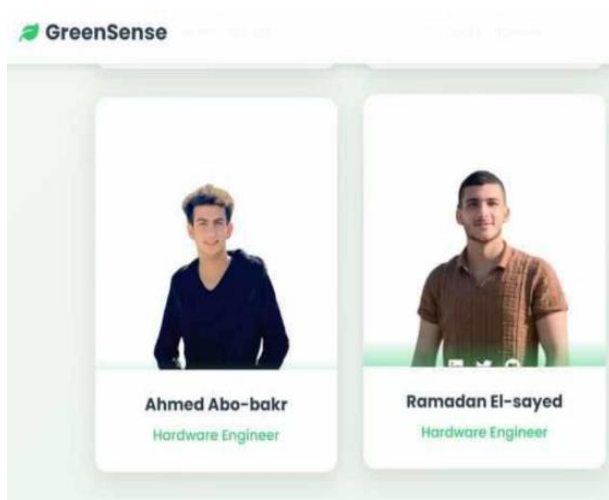 GreenSense
Ahmed Abo-bakr
Hardware Engineer
Ramadan El-sayed
Hardware Engineer